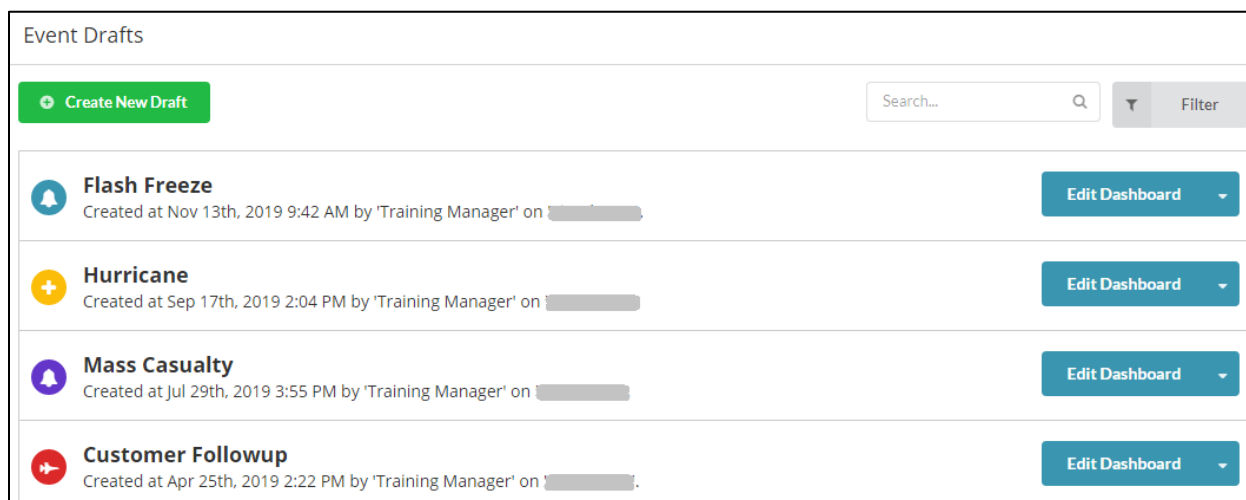 Event Drafts
Create New Draft
Search...
Filter
Flash Freeze
Created at Nov 13th, 2019 9:42 AM by 'Training Manager' on
Edit Dashboard
Hurricane
Created at Sep 17th, 2019 2:04 PM by 'Training Manager' on
Edit Dashboard
Mass Casualty
Created at Jul 29th, 2019 3:55 PM by 'Training Manager' on
Edit Dashboard
Customer Followup
Created at Apr 25th, 2019 2:22 PM by 'Training Manager' on
Edit Dashboard